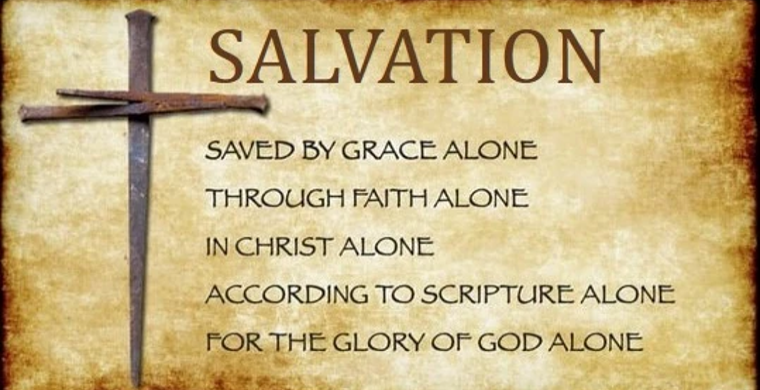 SALVATION
SAVED BY GRACE ALONE
THROUGH FAITH ALONE
IN CHRIST ALONE
ACCORDING TO SCRIPTURE ALONE
FOR THE GLORY OF GOD ALONE